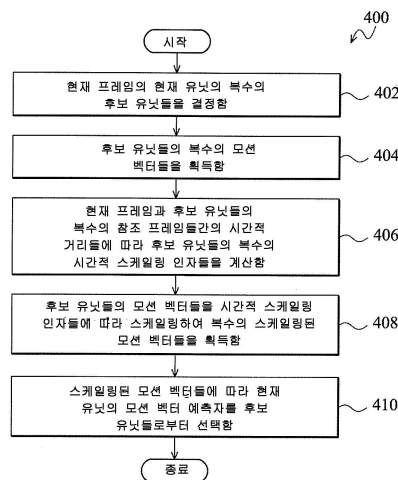 400
시작
현재 프레임의 현재 유닛의 복수의
후보 유닛들을 결정함
402
후보 유닛들의 복수의 모션
벡터들을 획득함
404
현재 프레임과 후보 유닛들의
복수의 참조 프레임들간의 시간적
거리들에 따라 후보 유닛들의 복수의
시간적 스케일링 인자들을 계산함
406
후보 유닛들의 모션 벡터들을 시간적 스케일링
인자들에 따라 스케일링하여 복수의 스케일링된
모션 벡터들을 획득함
408
스케일링된 모션 벡터들에 따라 현재
유닛의 모션 벡터 예측자를 후보
유닛들로부터 선택함
410
종료